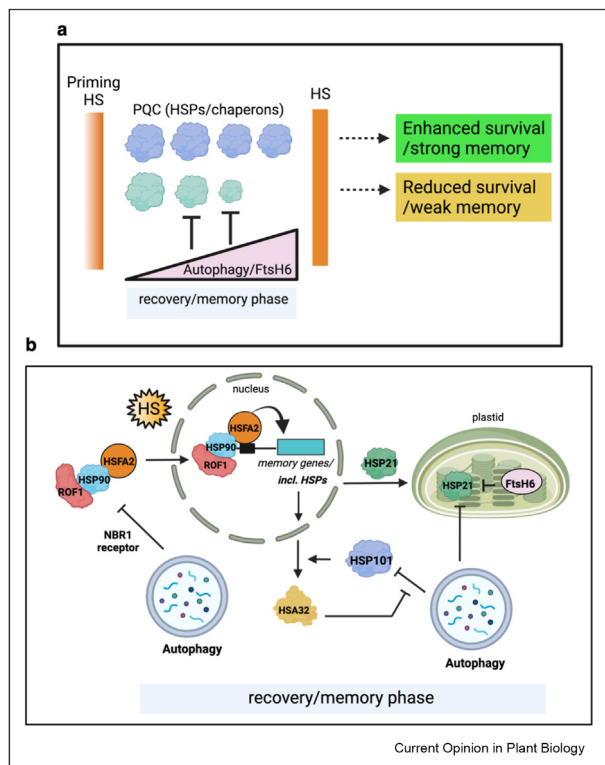 a
Priming
HS
PQC (HSPs/chaperons)
HS
Enhanced survival
/strong memory
Reduced survival
/weak memory
Autophagy/FtsH6
recovery/memory phase
b
HS
nucleus
plastid
HSFA2
HSP90
ROF1
HSFA2
HSP90
ROF1
memory genes/
incl. HSPs
HSP21
HSP21
FtsH6
NBR1
receptor
HSP101
HSA32
Autophagy
Autophagy
recovery/memory phase
Current Opinion in Plant Biology